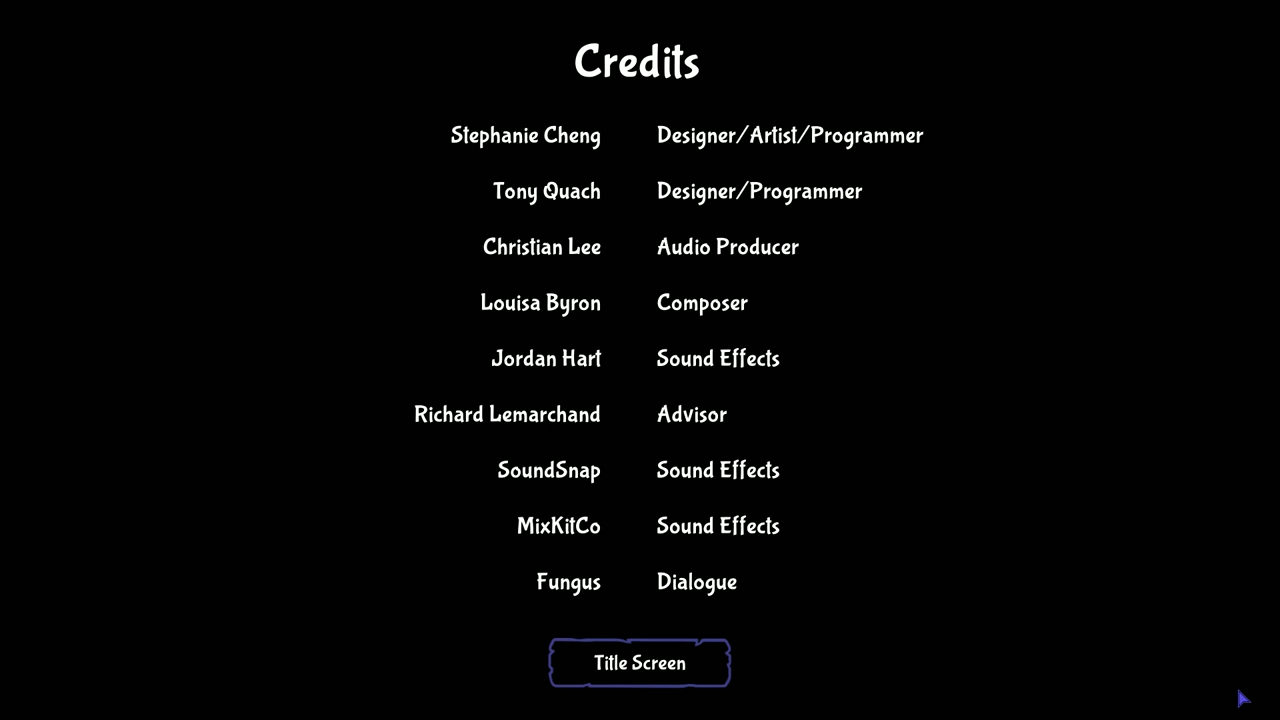 Credits
Stephanie Cheng Designer/Artist/Programmer
Tony Quach Designer/Programmer
Christian Lee Audio Producer
Louisa Byron Composer
Jordan Hart Sound Effects
Richard Lemarchand Advisor
SoundSnap Sound Effects
MixKitCo Sound Effects
Fungus Dialogue
Title Screen